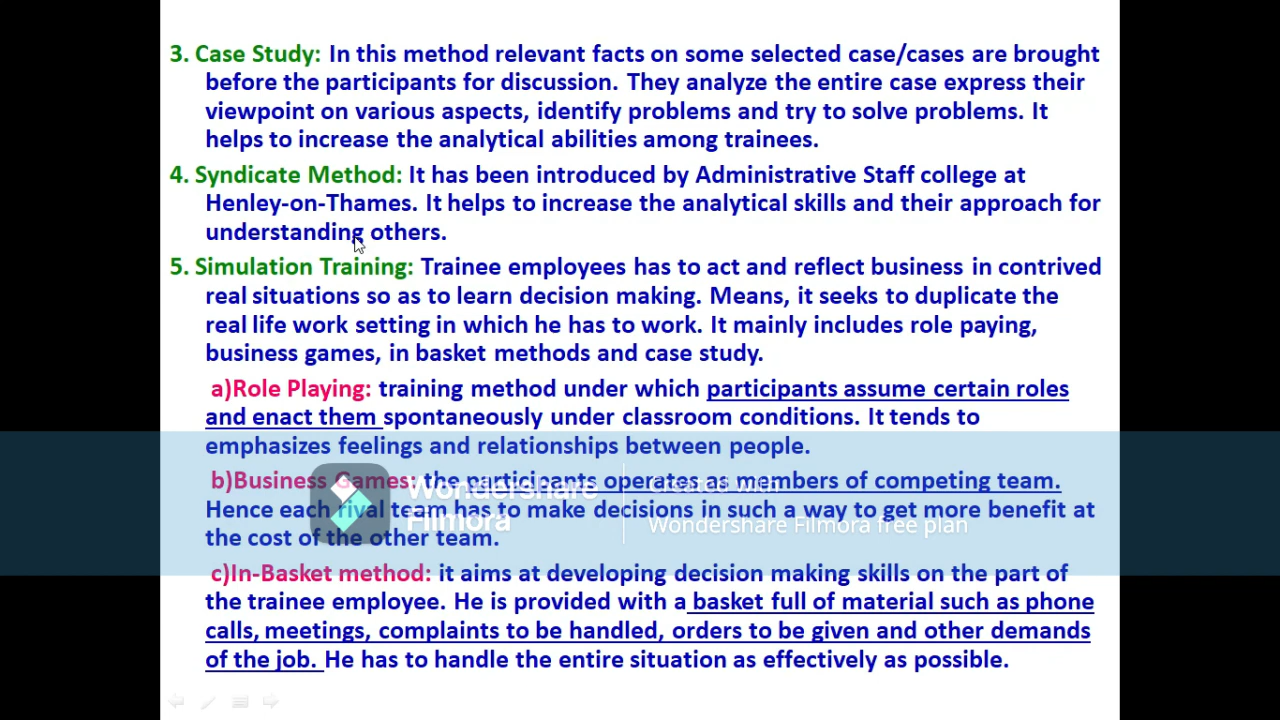 3. Case Study: In this method relevant facts on some selected case/cases are brought
before the participants for discussion. They analyze the entire case express their
viewpoint on various aspects, identify problems and try to solve problems. It
helps to increase the analytical abilities among trainees.
4. Syndicate Method: It has been introduced by Administrative Staff college at
Henley-on-Thames. It helps to increase the analytical skills and their approach for
understanding others.
5. Simulation Training: Trainee employees has to act and reflect business in contrived
real situations so as to learn decision making. Means, it seeks to duplicate the
real life work setting in which he has to work. It mainly includes role paying,
business games, in basket methods and case study.
a)Role Playing: training method under which participants assume certain roles
and enact them spontaneously under classroom conditions. It tends to
emphasizes feelings and relationships between people.
b)Business Games: the participants operates as members of competing team.
Hence each rival team has to make decisions in such a way to get more benefit at
the cost of the other team.
Wondershare
Filmora
Created with
Wondershare Filmora free plan
c)In-Basket method: it aims at developing decision making skills on the part of
the trainee employee. He is provided with a basket full of material such as phone
calls, meetings, complaints to be handled, orders to be given and other demands
of the job. He has to handle the entire situation as effectively as possible.